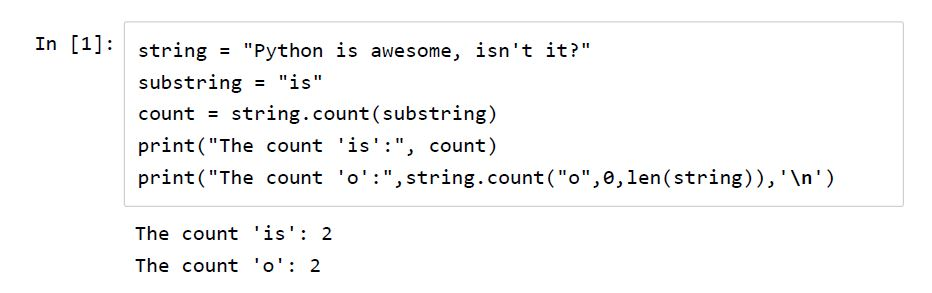 In [1]:
string = "Python is awesome, isn't it?"
substring = "is"
count = string.count(substring)
print("The count 'is':", count)
print("The count 'o':",string.count("o",0,len(string)),'\n')
The count 'is': 2
The count 'o': 2